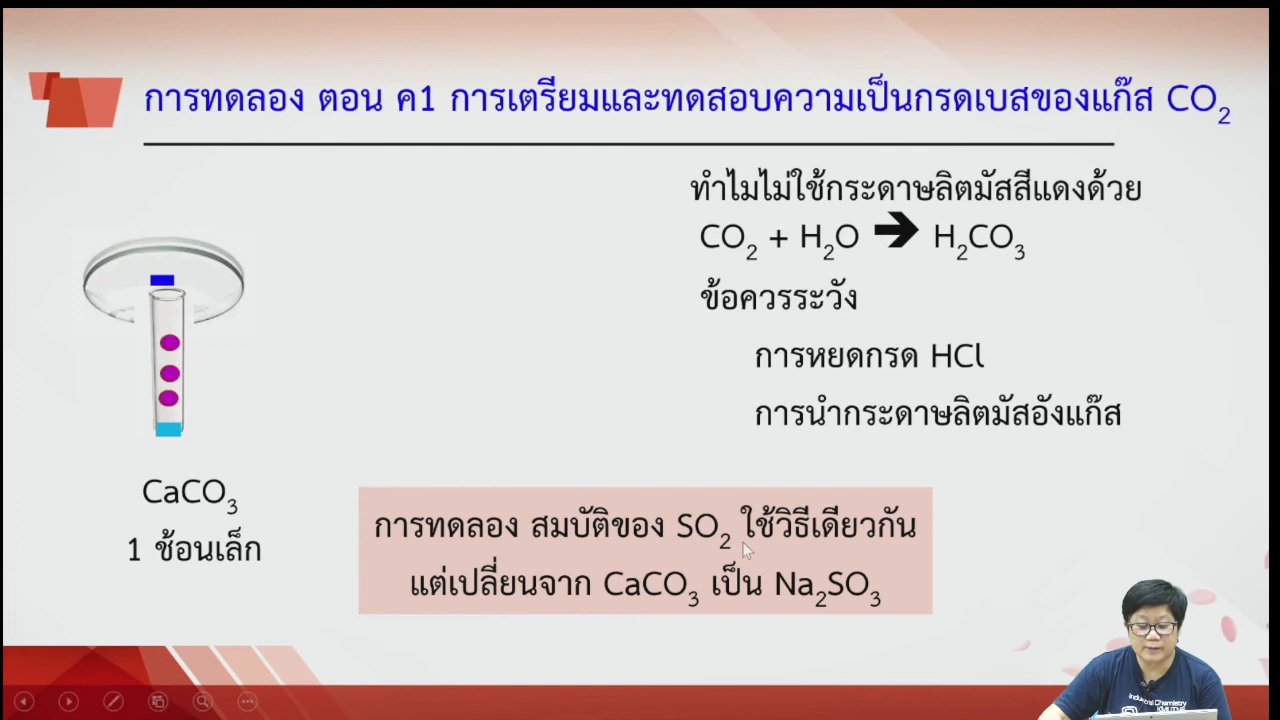 การทดลอง ตอน ค1 การเตรียมและทดสอบความเป็นกรดเบสของแก๊ส CO2
ทำไมไม่ใช้กระดาษลิตมัสสีแดงด้วย
CO2 + H2O ➔ H2CO3
ข้อควรระวัง
การหยดกรด HCl
การนำกระดาษลิตมัสอังแก๊ส
CaCO3
1 ช้อนเล็ก
การทดลอง สมบัติของ SO2 ใช้วิธีเดียวกัน
แต่เปลี่ยนจาก CaCO3 เป็น Na2SO3
Industrial Chemistry